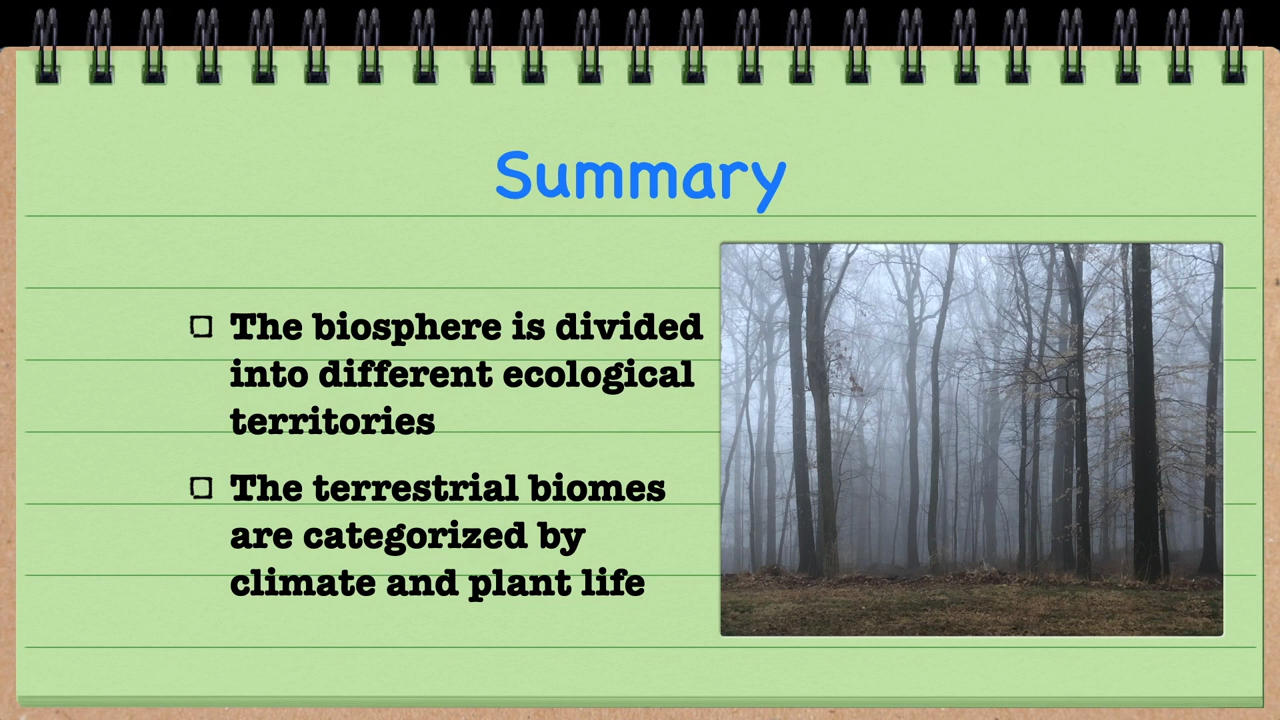 Summary
The biosphere is divided
into different ecological
territories
The terrestrial biomes
are categorized by
climate and plant life